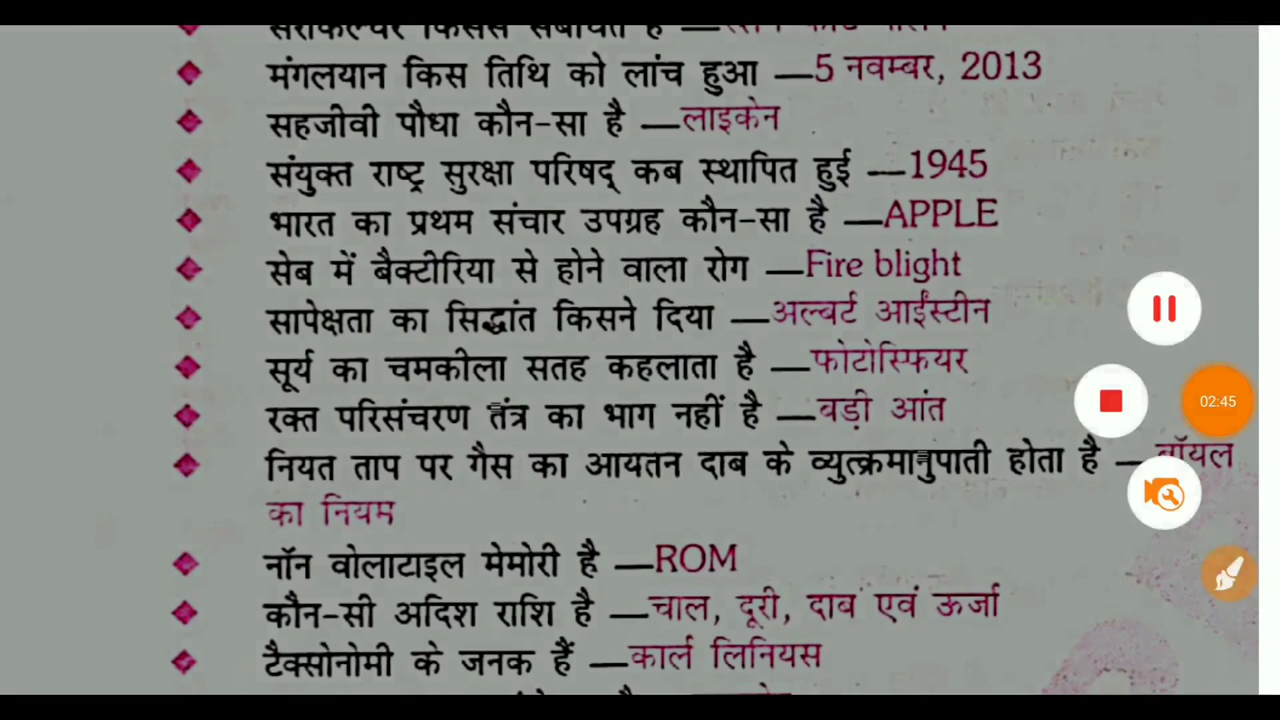 मंगलयान किस तिथि को लांच हुआ —5 नवम्बर, 2013
सहजीवी पौधा कौन-सा है —लाइकेन
संयुक्त राष्ट्र सुरक्षा परिषद् कब स्थापित हुई —1945
भारत का प्रथम संचार उपग्रह कौन-सा है —APPLE
सेब में बैक्टीरिया से होने वाला रोग —Fire blight
सापेक्षता का सिद्धांत किसने दिया —अल्बर्ट आईंस्टीन
सूर्य का चमकीला सतह कहलाता है —फोटोस्फियर
रक्त परिसंचरण तंत्र का भाग नहीं है —बड़ी आंत
नियत ताप पर गैस का आयतन दाब के व्युत्क्रमानुपाती होता है — बॉयल
का नियम
नॉन वोलाटाइल मेमोरी है —ROM
कौन-सी अदिश राशि है —चाल, दूरी, दाब एवं ऊर्जा
टैक्सोनोमी के जनक हैं —कार्ल लिनियस
02:45